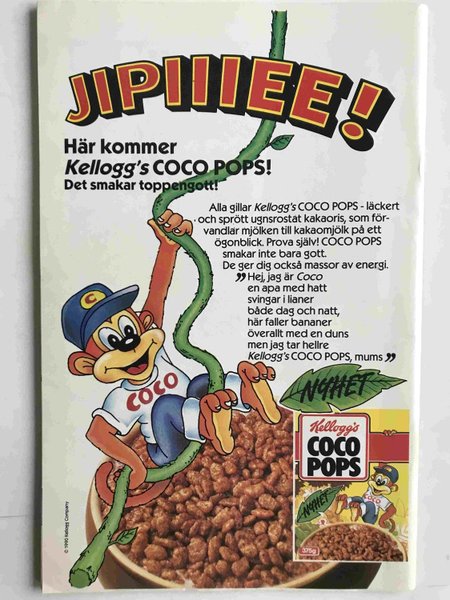 JIPIIIEE!
Här kommer
Kellogg's COCO POPS!
Det smakar toppengott!
Alla gillar Kellogg's COCO POPS - läckert
och sprött ugnsrostat kakaoris, som för-
vandlar mjölken till kakaomjölk på ett
ögonblick. Prova själv! COCO POPS
smakar inte bara gott.
De ger dig också massor av energi.
”Hej, jag är Coco
en apa med hatt
svingar i lianer
både dag och natt,
här faller bananer
överallt med en duns
men jag tar hellre
Kellogg's COCO POPS, mums”
C
COCO
NYHET
Kellogg's
COCO
POPS
COCO
NYHET
375g
© 1990 Kellogg Company